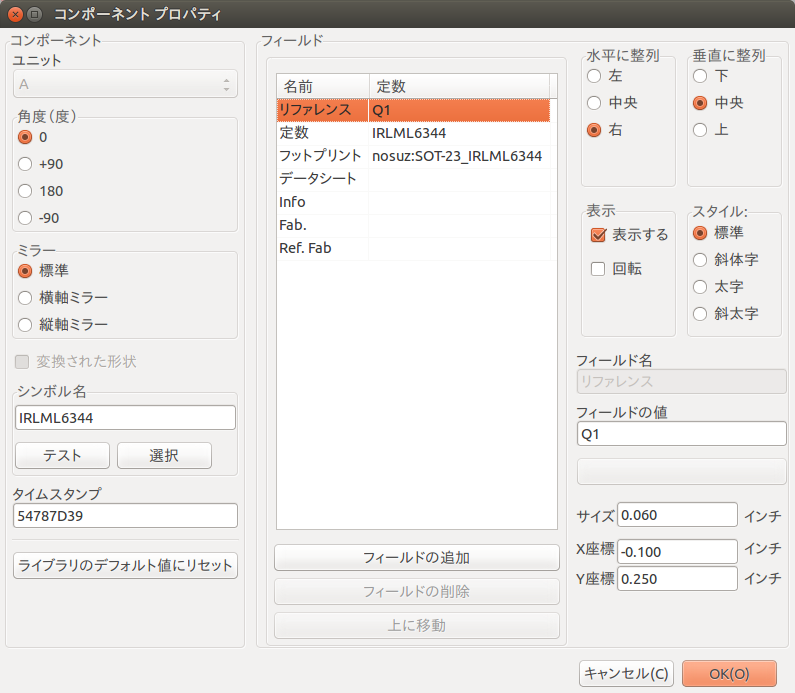 コンポーネント プロパティ
コンポーネント
ユニット
A
角度（度）
0
+90
180
-90
ミラー
標準
横軸ミラー
縦軸ミラー
変換された形状
シンボル名
IRLML6344
テスト 選択
タイムスタンプ
54787D39
ライブラリのデフォルト値にリセット
フィールド
名前 定数
リファレンス Q1
定数 IRLML6344
フットプリント nosuz:SOT-23_IRLML6344
データシート
Info
Fab.
Ref. Fab
フィールドの追加
フィールドの削除
上に移動
水平に整列
左
中央
右
垂直に整列
下
中央
上
表示
表示する
回転
スタイル:
標準
斜体字
太字
斜太字
フィールド名
リファレンス
フィールドの値
Q1
サイズ 0.060 インチ
X座標 -0.100 インチ
Y座標 0.250 インチ
キャンセル(C) OK(O)